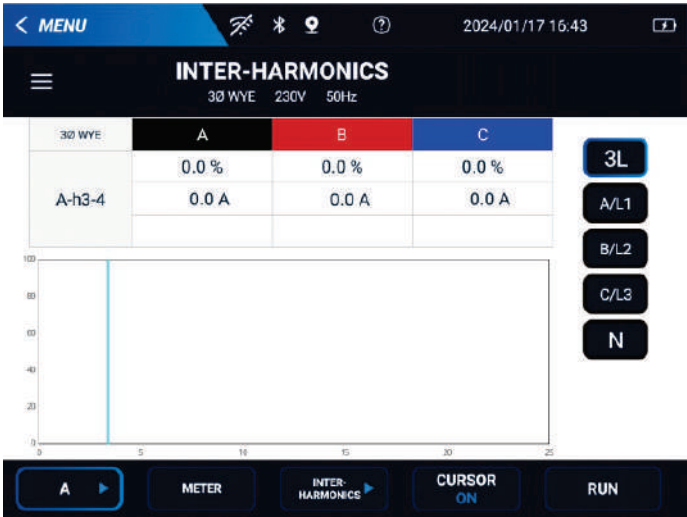 < MENU 2024/01/17 16:43
INTER-HARMONICS
3Ø WYE 230V 50Hz
3Ø WYE A B C
0.0 % 0.0 % 0.0 %
A-h3-4
0.0 A 0.0 A 0.0 A
3L
A/L1
B/L2
C/L3
N
100
80
60
40
20
0
0 5 10 15 20 25
A METER INTER-HARMONICS CURSOR ON RUN